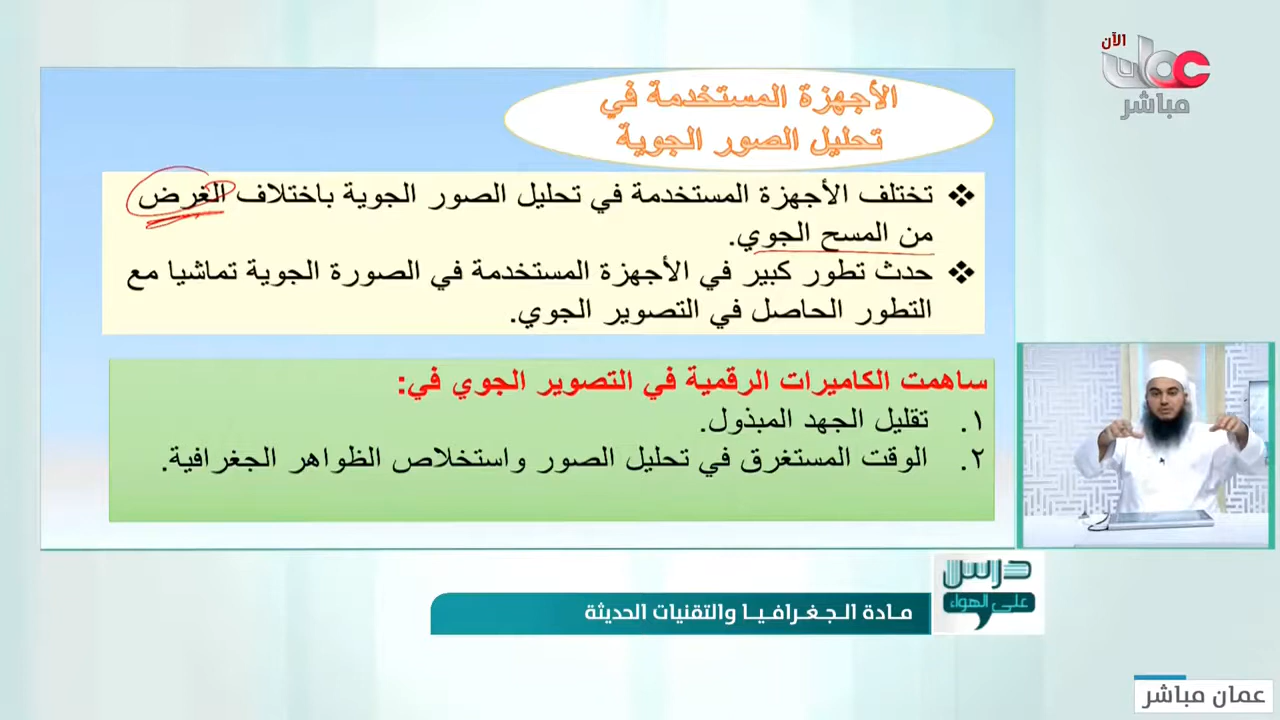 الآن
عمان
مباشر
الأجهزة المستخدمة في
تحليل الصور الجوية
❖ تختلف الأجهزة المستخدمة في تحليل الصور الجوية باختلاف الغرض
من المسح الجوي.
❖ حدث تطور كبير في الأجهزة المستخدمة في الصورة الجوية تماشيا مع
التطور الحاصل في التصوير الجوي.
ساهمت الكاميرات الرقمية في التصوير الجوي في:
١. تقليل الجهد المبذول.
٢. الوقت المستغرق في تحليل الصور واستخلاص الظواهر الجغرافية.
درس
على الهواء
مـادة الـجـغـرافـيـا والتقنيات الحديثة
عمان مباشر